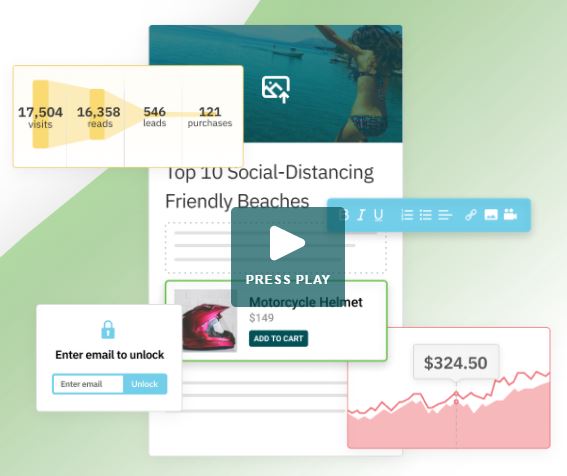 17,504
visits
16,358
reads
546
leads
121
purchases
Top 10 Social-Distancing
Friendly Beaches
B I U
PRESS PLAY
Motorcycle Helmet
$149
ADD TO CART
Enter email to unlock
Enter email
Unlock
$324.50